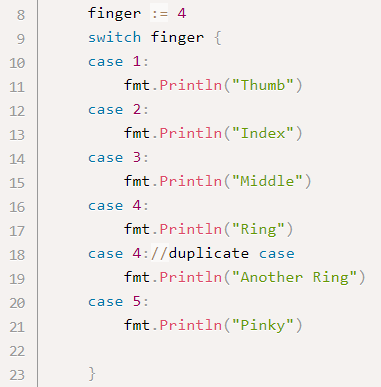 8 finger := 4
9 switch finger {
10 case 1:
11 fmt.Println("Thumb")
12 case 2:
13 fmt.Println("Index")
14 case 3:
15 fmt.Println("Middle")
16 case 4:
17 fmt.Println("Ring")
18 case 4://duplicate case
19 fmt.Println("Another Ring")
20 case 5:
21 fmt.Println("Pinky")
22
23 }